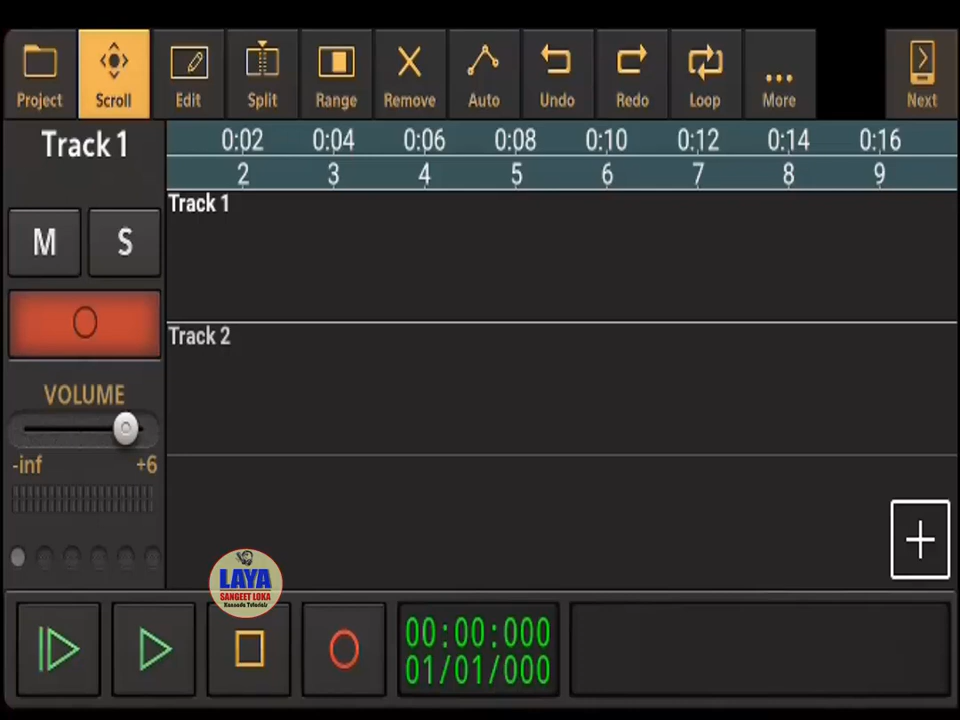 Project Scroll Edit Split Range Remove Auto Undo Redo Loop More Next
Track 1 0:02 0:04 0:06 0:08 0:10 0:12 0:14 0:16
2 3 4 5 6 7 8 9
Track 1
M S
Track 2
VOLUME
-inf +6
LAYA
SANGEET LOKA
Kannada Tutorials
00:00:000
01/01/000